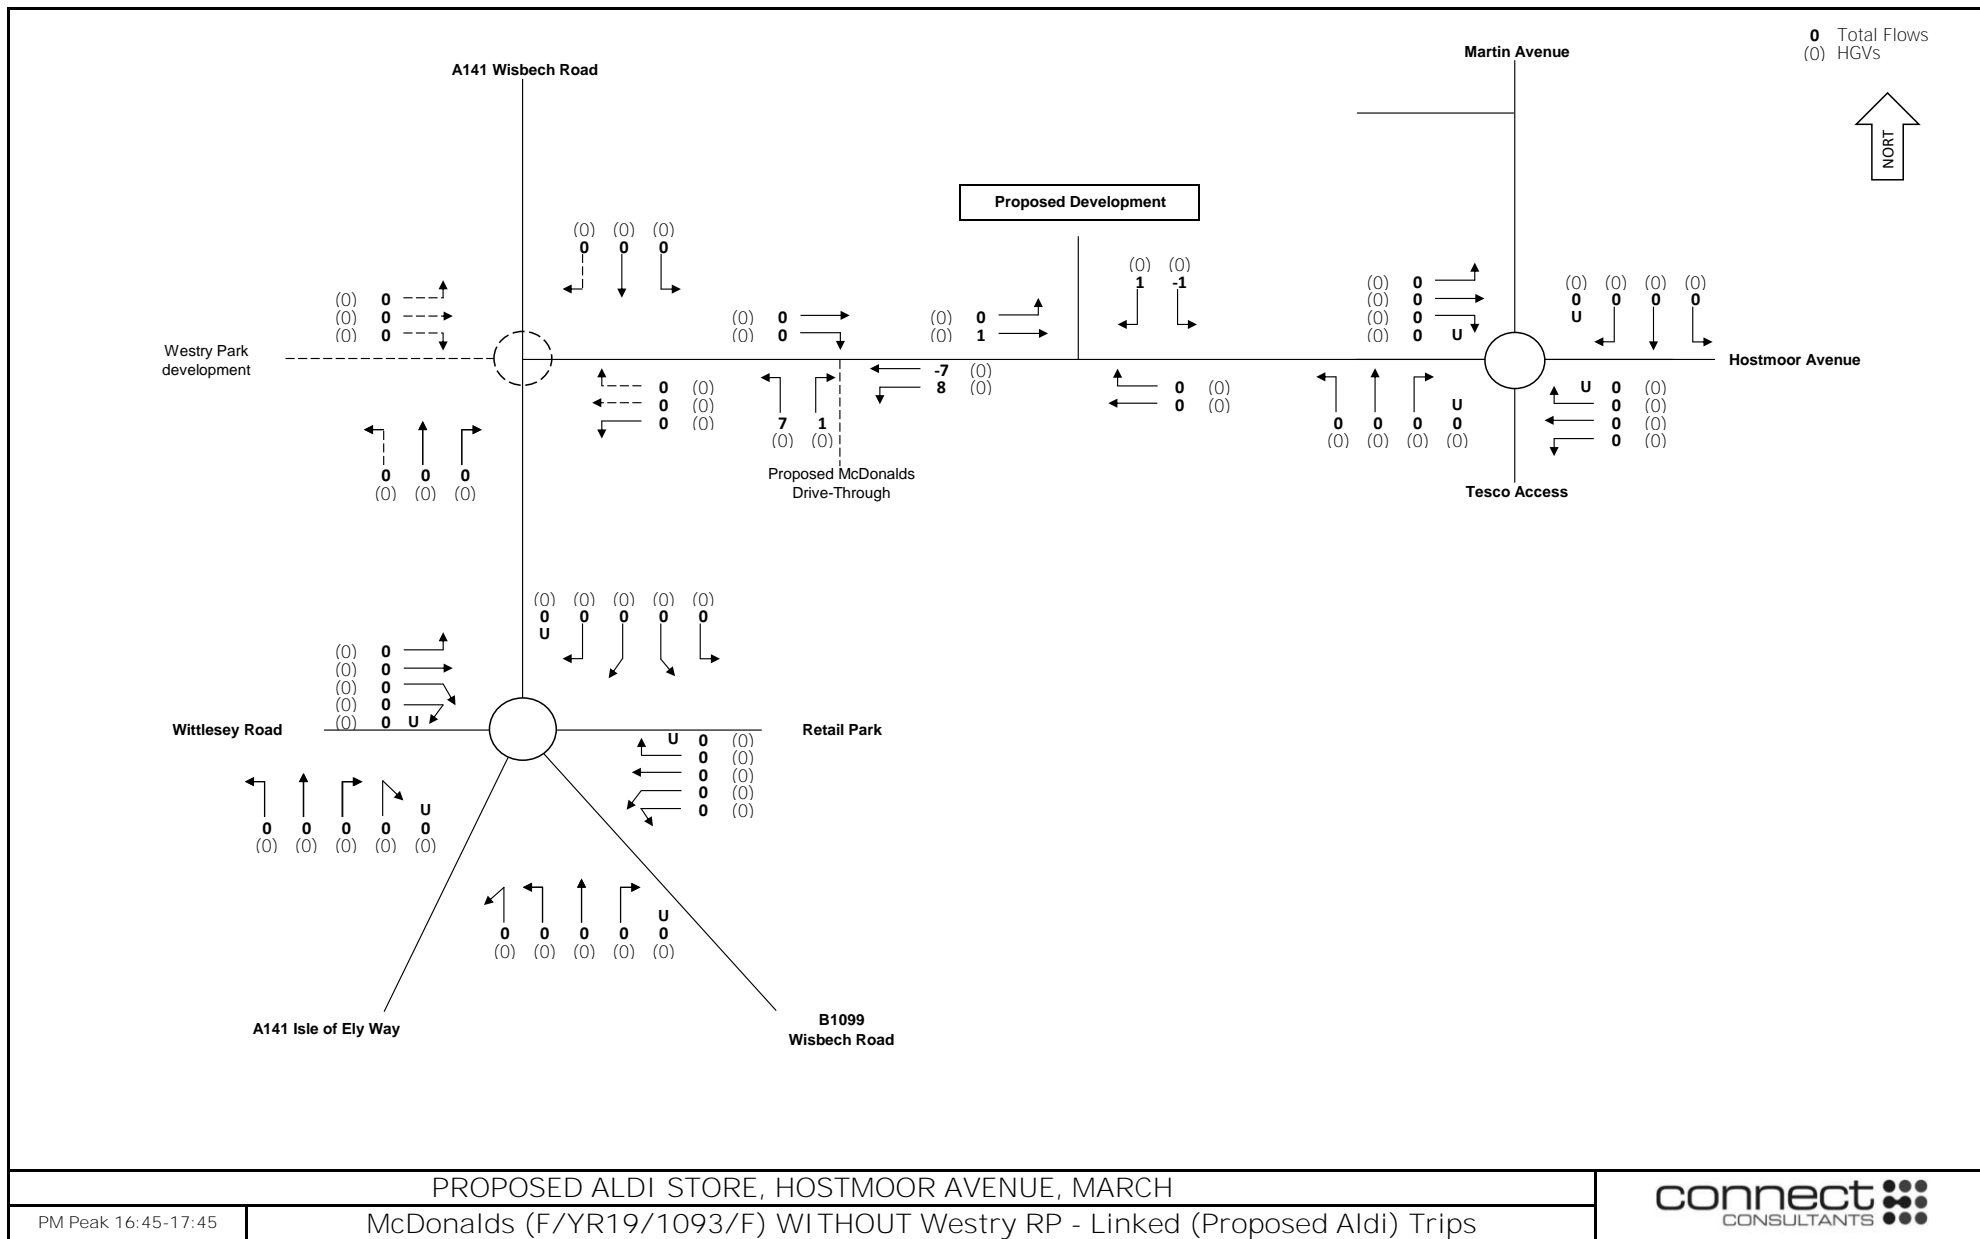 0 Total Flows
(0) HGVs
NORT
Martin Avenue
A141 Wisbech Road
Proposed Development
(0) (0) (0)
0 0 0
(0) 0
(0) 0
(0) 0
Westry Park
development
0 (0)
0 (0)
0 (0)
0 0 0
(0) (0) (0)
(0) 0
(0) 0
7 1
(0) (0)
Proposed McDonalds
Drive-Through
(0) 0
(0) 1
-7 (0)
8 (0)
(0) (0)
1 -1
0 (0)
0 (0)
(0) 0
(0) 0
(0) 0
(0) 0 U
(0) (0) (0) (0)
0 0 0 0
U
Hostmoor Avenue
U
0 0 0 0
(0) (0) (0) (0)
U 0 (0)
0 (0)
0 (0)
0 (0)
Tesco Access
(0) (0) (0) (0) (0)
0 0 0 0 0
U
(0) 0
(0) 0
(0) 0
(0) 0
(0) 0 U
Wittlesey Road
Retail Park
U 0 (0)
0 (0)
0 (0)
0 (0)
0 (0)
U
0 0 0 0 0
(0) (0) (0) (0) (0)
U
0 0 0 0 0
(0) (0) (0) (0) (0)
A141 Isle of Ely Way
B1099
Wisbech Road
PROPOSED ALDI STORE, HOSTMOOR AVENUE, MARCH
PM Peak 16:45-17:45
McDonalds (F/YR19/1093/F) WITHOUT Westry RP - Linked (Proposed Aldi) Trips
connect
CONSULTANTS